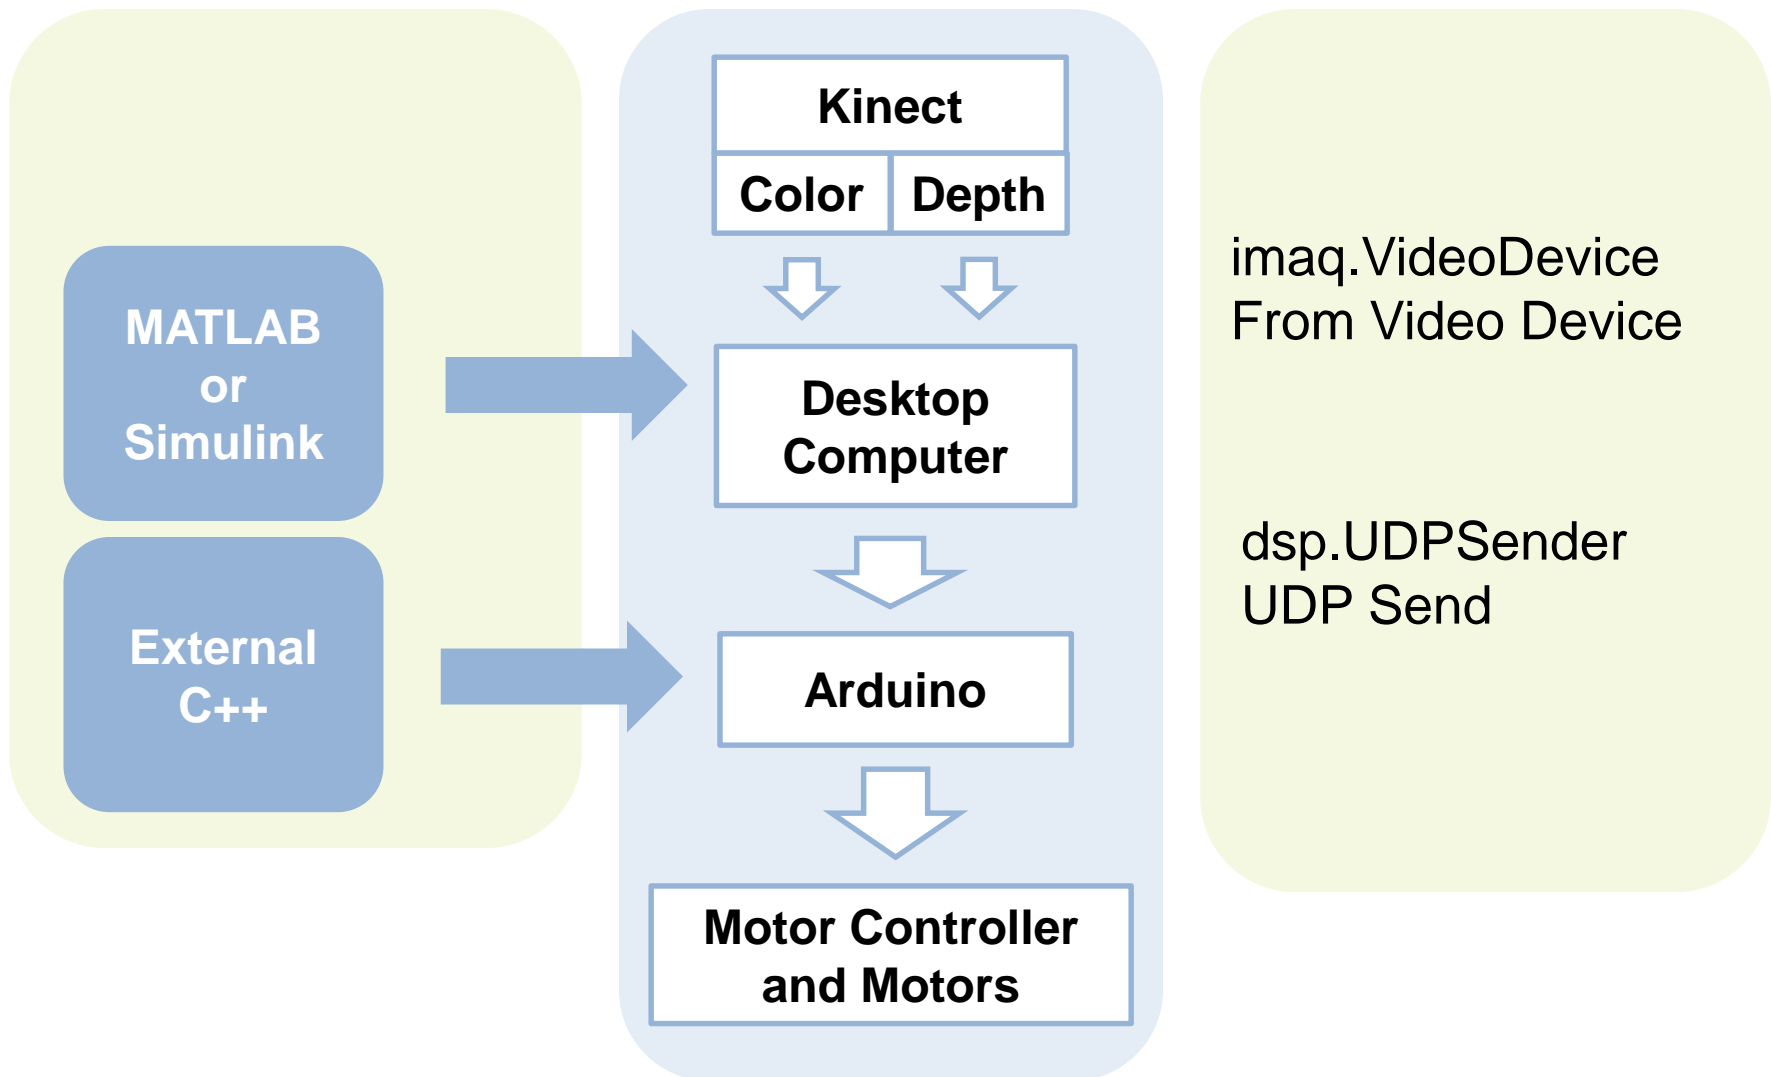 Kinect
Color
Depth
MATLAB
or
Simulink
Desktop
Computer
External
C++
Arduino
Motor Controller
and Motors
imaq.VideoDevice
From Video Device
dsp.UDPSender
UDP Send